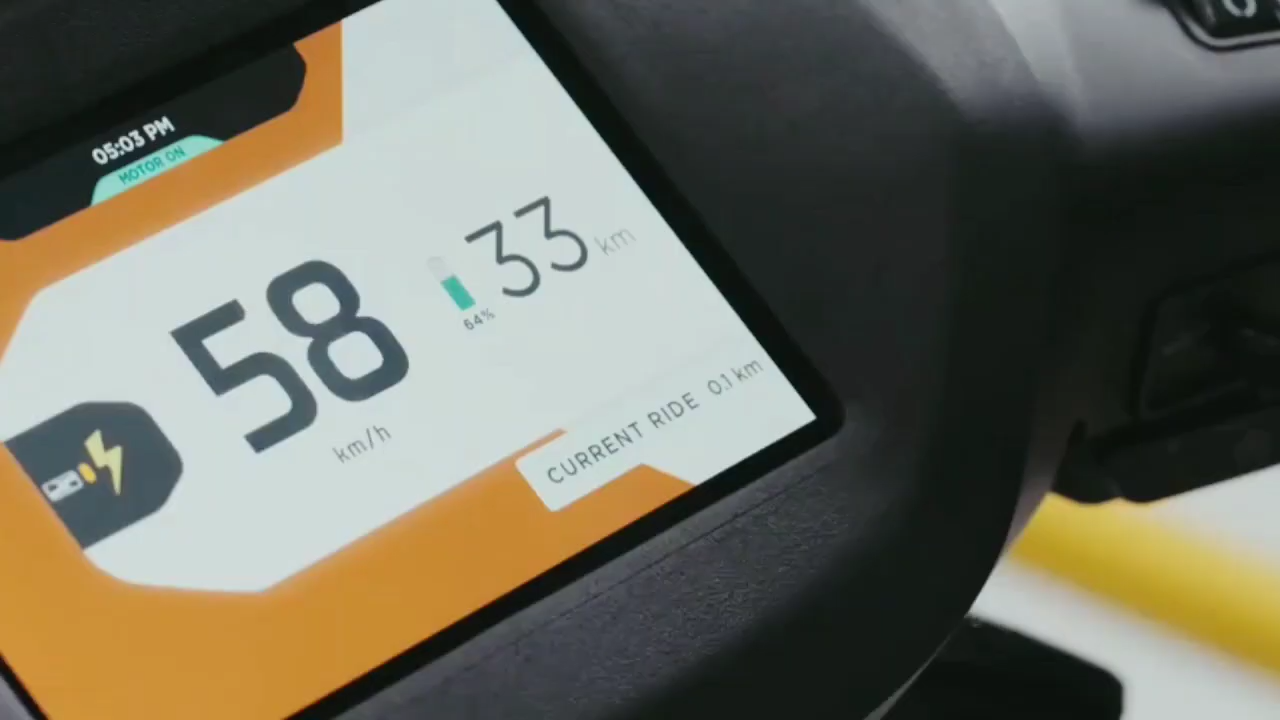 05:03 PM
MOTOR ON
58
km/h
33 km
64%
CURRENT RIDE 0.1 km